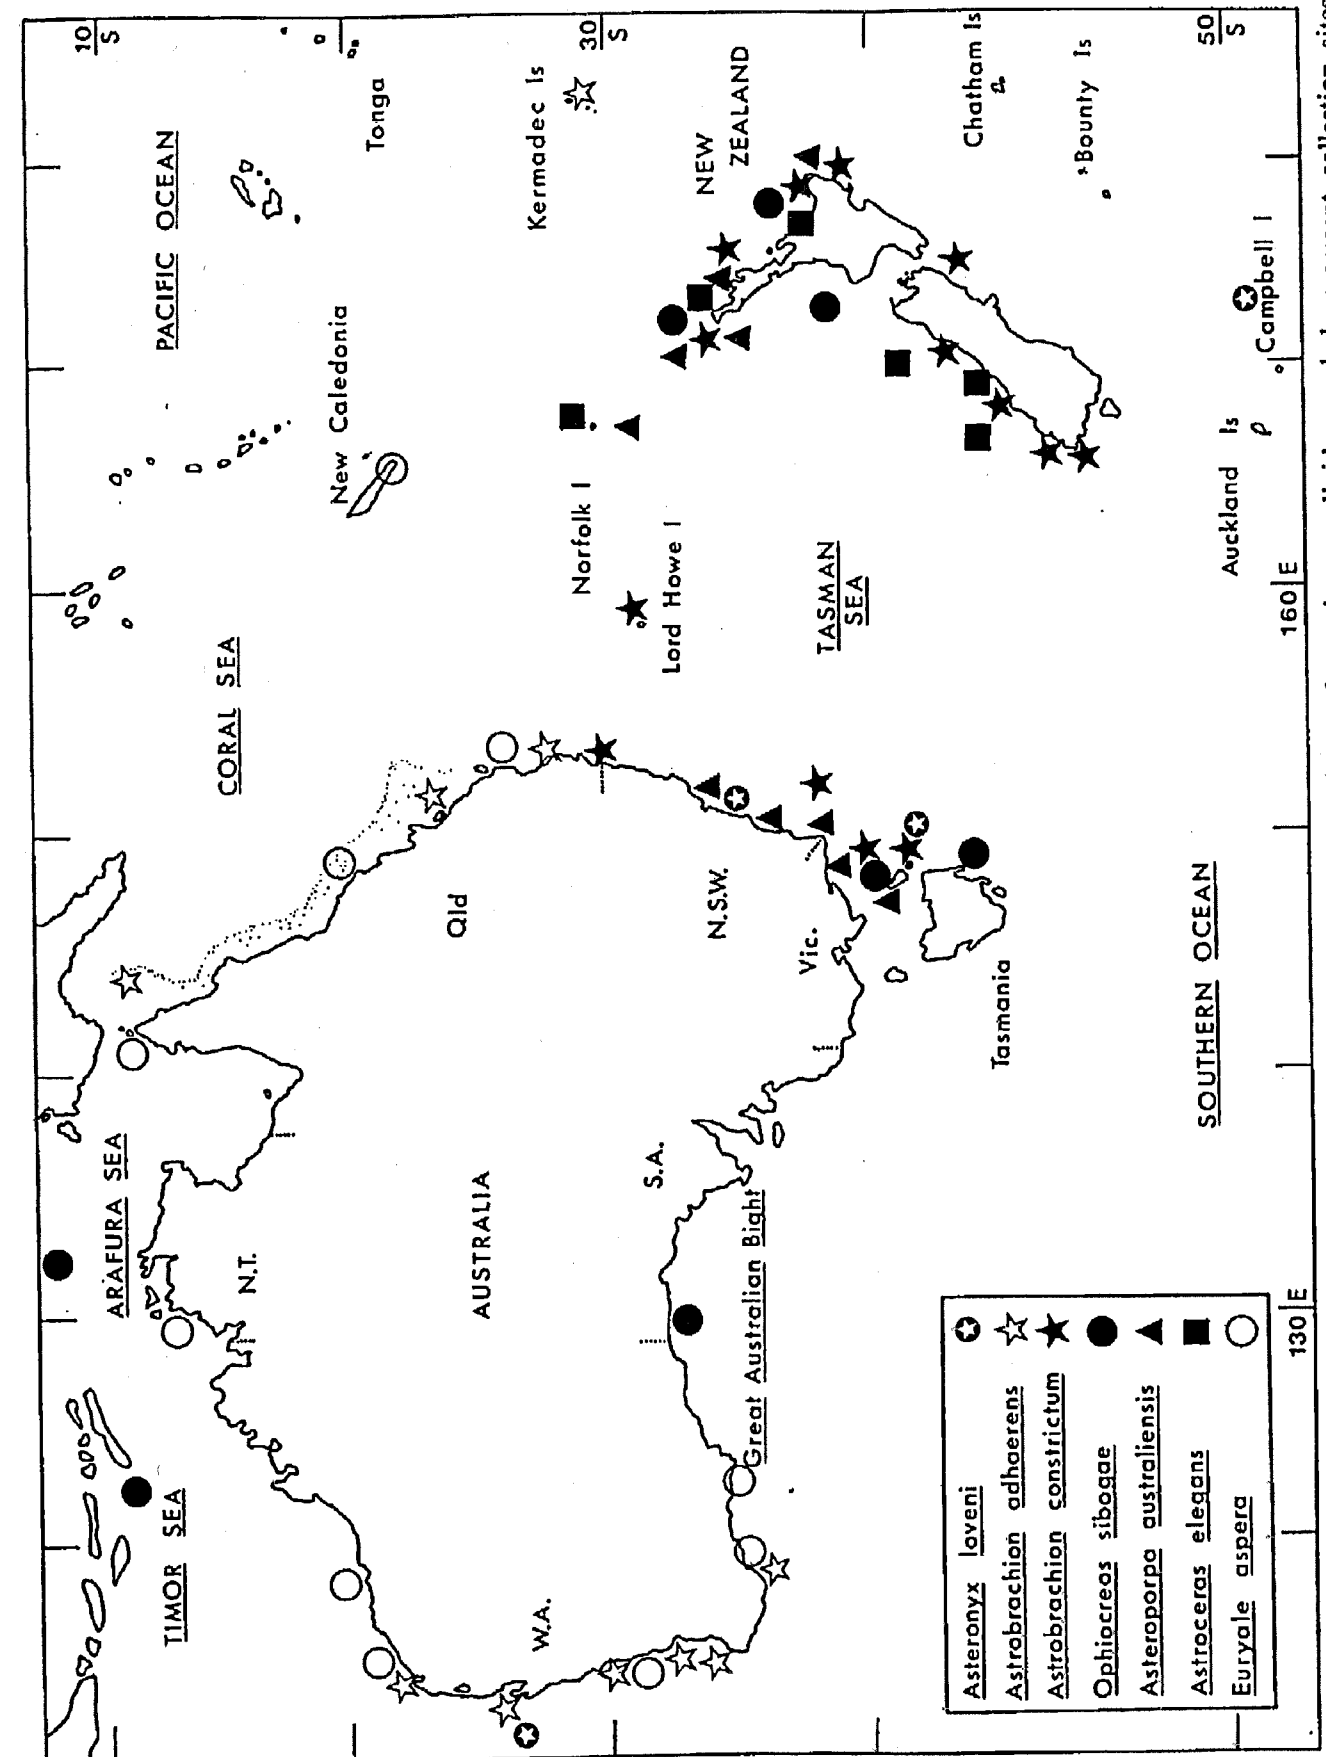 10
S
30
S
50
S
PACIFIC OCEAN
Tonga
Kermadec Is
NEW
ZEALAND
Chatham Is
Bounty Is
New Caledonia
Campbell I
Norfolk I
Auckland Is
CORAL SEA
Lord Howe I
TASMAN
SEA
160 E
Qld
N.S.W.
Vic.
Tasmania
SOUTHERN OCEAN
ARAFURA SEA
N.T.
AUSTRALIA
S.A.
Great Australian Bight
130 E
TIMOR SEA
W.A.
Asteronyx loveni
Astrobrachion adhaerens
Astrobrachion constrictum
Ophiocreas sibogae
Asteroporpa australiensis
Astroceras elegans
Euryale aspera
collection sites